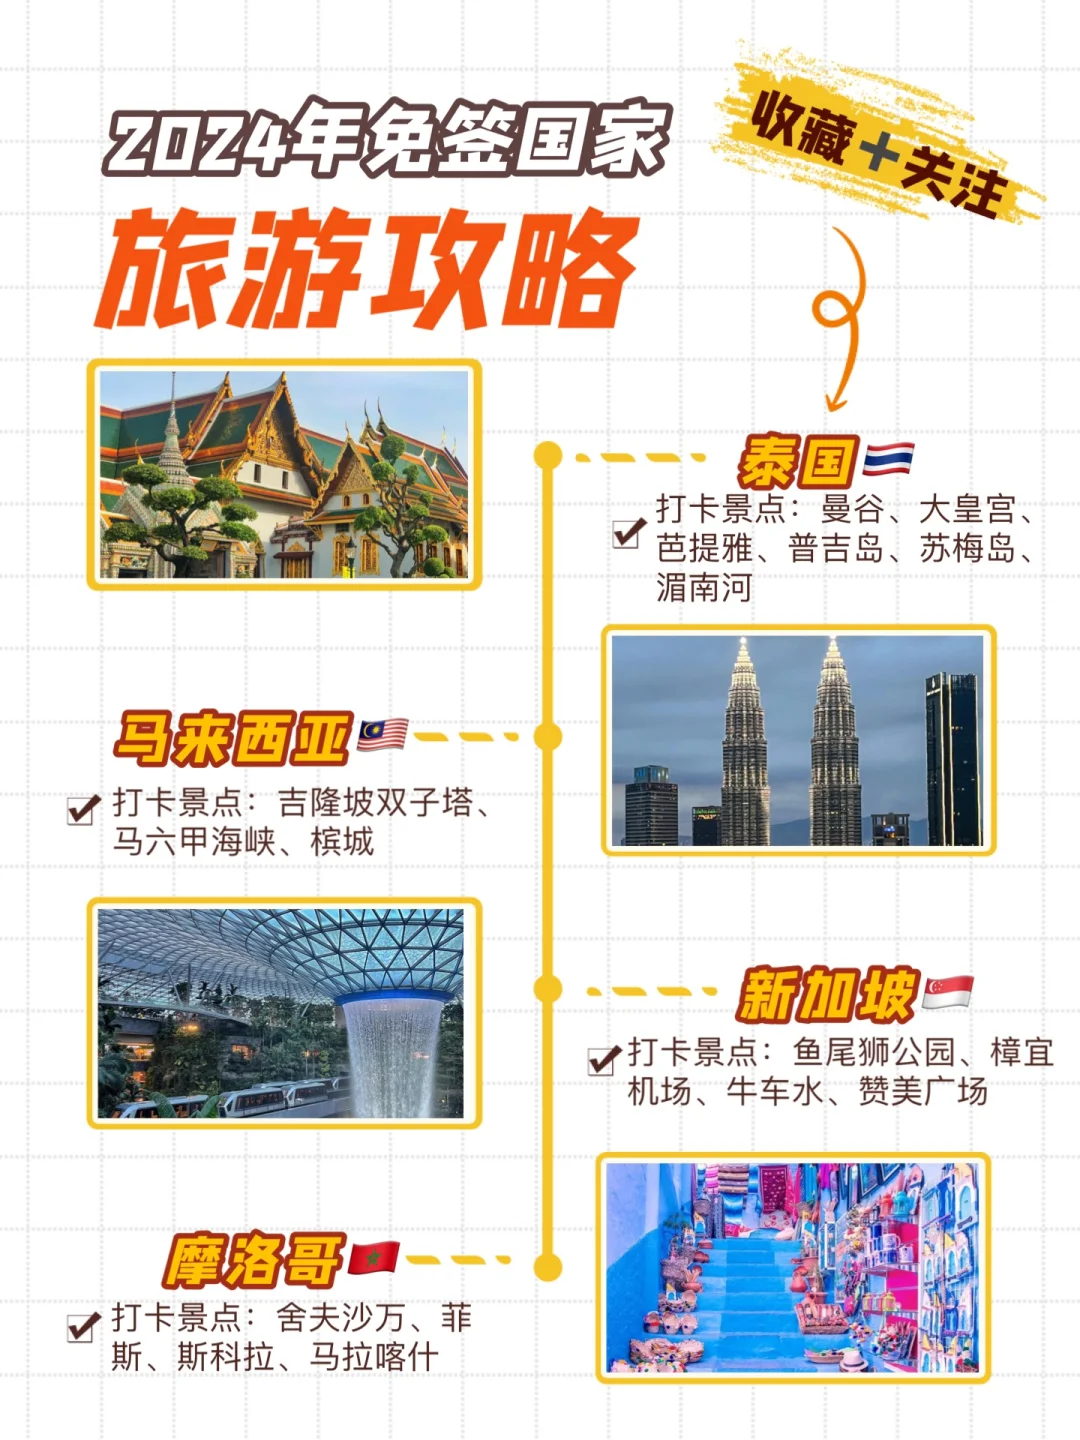 2024年免签国家
收藏+关注
旅游攻略
泰国
打卡景点：曼谷、大皇宫、
芭提雅、普吉岛、苏梅岛、
湄南河
马来西亚
打卡景点：吉隆坡双子塔、
马六甲海峡、槟城
新加坡
打卡景点：鱼尾狮公园、樟宜
机场、牛车水、赞美广场
摩洛哥
打卡景点：舍夫沙万、菲
斯、斯科拉、马拉喀什